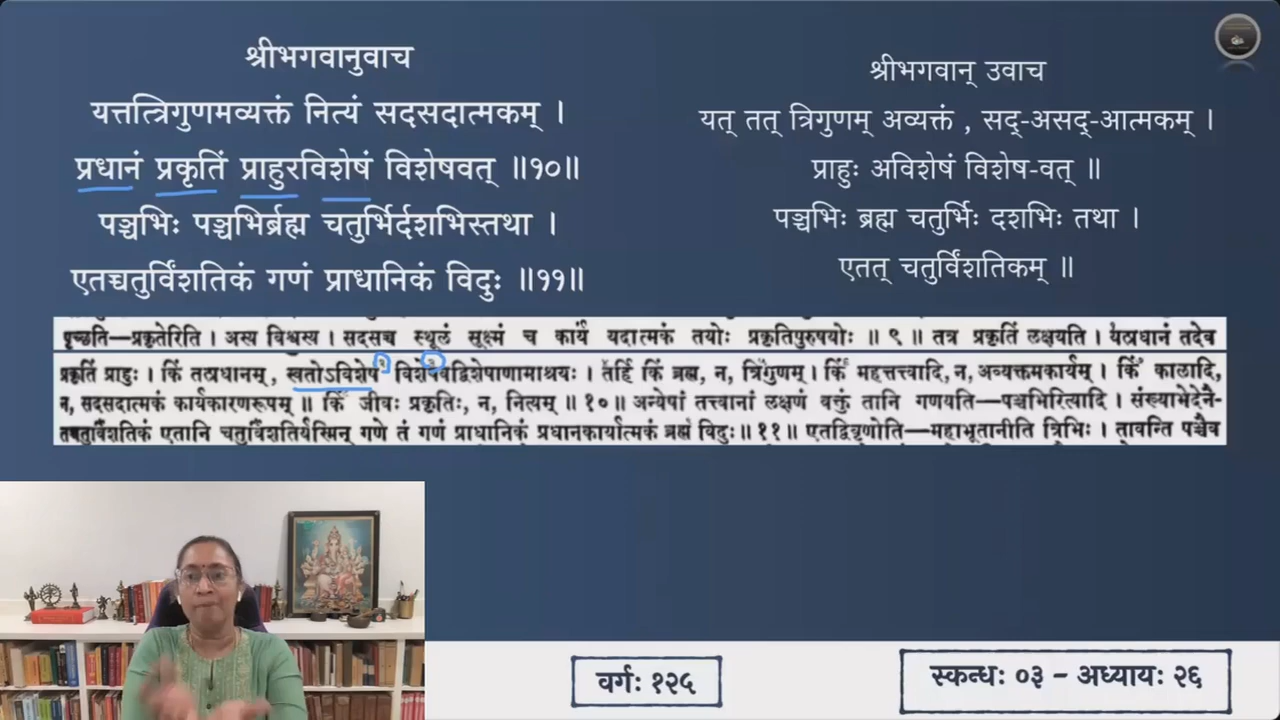 श्रीभगवानुवाच
यत्तत्त्रिगुणमव्यक्तं नित्यं सदसदात्मकम् ।
प्रधानं प्रकृतिं प्राहुरविशेषं विशेषवत् ॥१०॥
पञ्चभिः पञ्चभिर्ब्रह्म चतुर्भिर्दशभिस्तथा ।
एतच्चतुर्विंशतिकं गणं प्राधानिकं विदुः ॥११॥
श्रीभगवान् उवाच
यत् तत् त्रिगुणम् अव्यक्तं , सद्-असद्-आत्मकम् ।
प्राहुः अविशेषं विशेष-वत् ॥
पञ्चभिः ब्रह्म चतुर्भिः दशभिः तथा ।
एतत् चतुर्विंशतिकम् ॥
पृच्छति—प्रकृतेरिति । अस्य विश्वस्य । सदसच्च स्थूलं सूक्ष्मं च कार्यं यदात्मकं तयोः प्रकृतिपुरुषयोः ॥ ९ ॥ तत्र प्रकृतिं लक्षयति । यत्प्रधानं तदेव
प्रकृतिं प्राहुः । किं तत्प्रधानम्, स्वतोऽविशेषं विशेषवद्विशेषाणामाश्रयः । तर्हि किं ब्रह्म, न, त्रिगुणम् । किं महत्तत्त्वादि, न, अव्यक्तमकार्यम् । किं कालादि,
न, सदसदात्मकं कार्यकारणरूपम् ॥ किं जीवः प्रकृतिः, न, नित्यम् ॥ १० ॥ अन्येषां तत्त्वानां लक्षणं वक्तुं तानि गणयति—पञ्चभिरित्यादि । संख्याभेदेनै-
तच्चतुर्विंशतिकं एतानि चतुर्विंशतिर्यस्मिन् गणे तं गणं प्राधानिकं प्रधानकार्यात्मकं ब्रह्म विदुः ॥ ११ ॥ एतद्विवृणोति—महाभूतानीति त्रिभिः । तावन्ति पञ्चैव
वर्गः १२५
स्कन्धः ०३ - अध्यायः २६